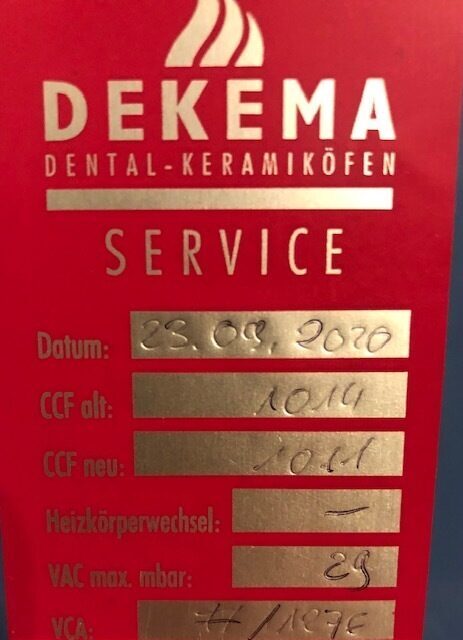 DEKEMA
DENTAL-KERAMIKÖFEN
SERVICE
Datum: 23.09.2020
CCF alt: 1014
CCF neu: 1011
Heizkörperwechsel: –
VAC max. mbar: 29
VCA: